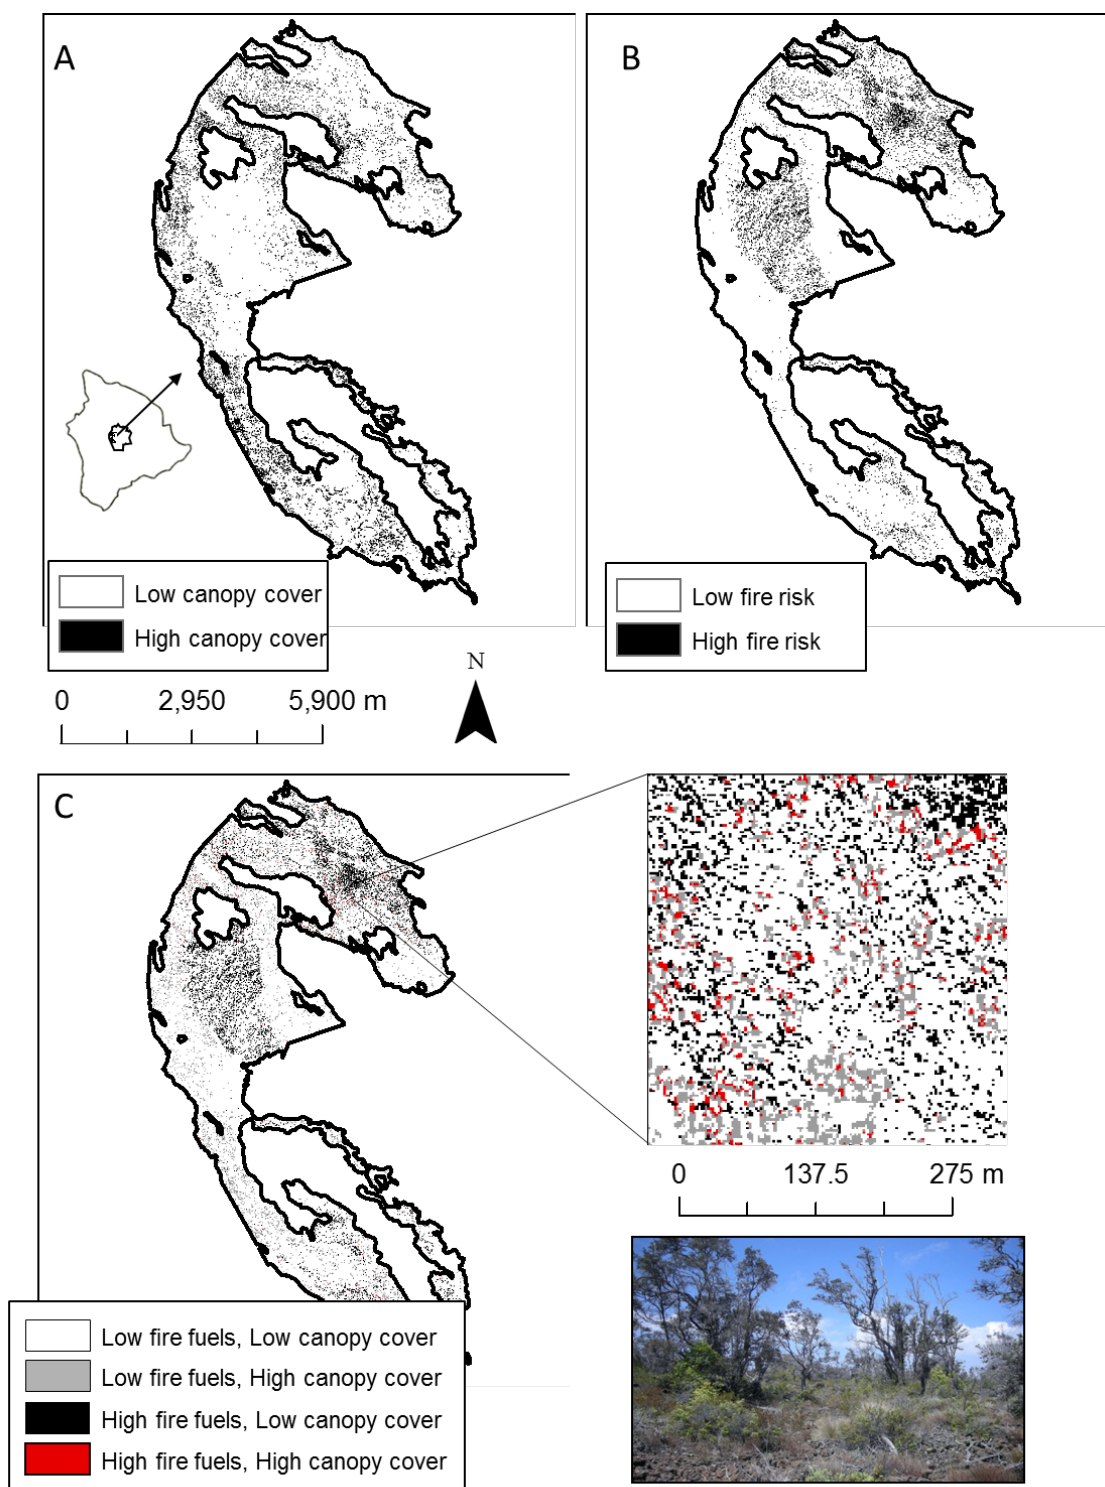 A
B
Low canopy cover
High canopy cover
Low fire risk
High fire risk
0 2,950 5,900 m
N
C
0 137.5 275 m
Low fire fuels, Low canopy cover
Low fire fuels, High canopy cover
High fire fuels, Low canopy cover
High fire fuels, High canopy cover